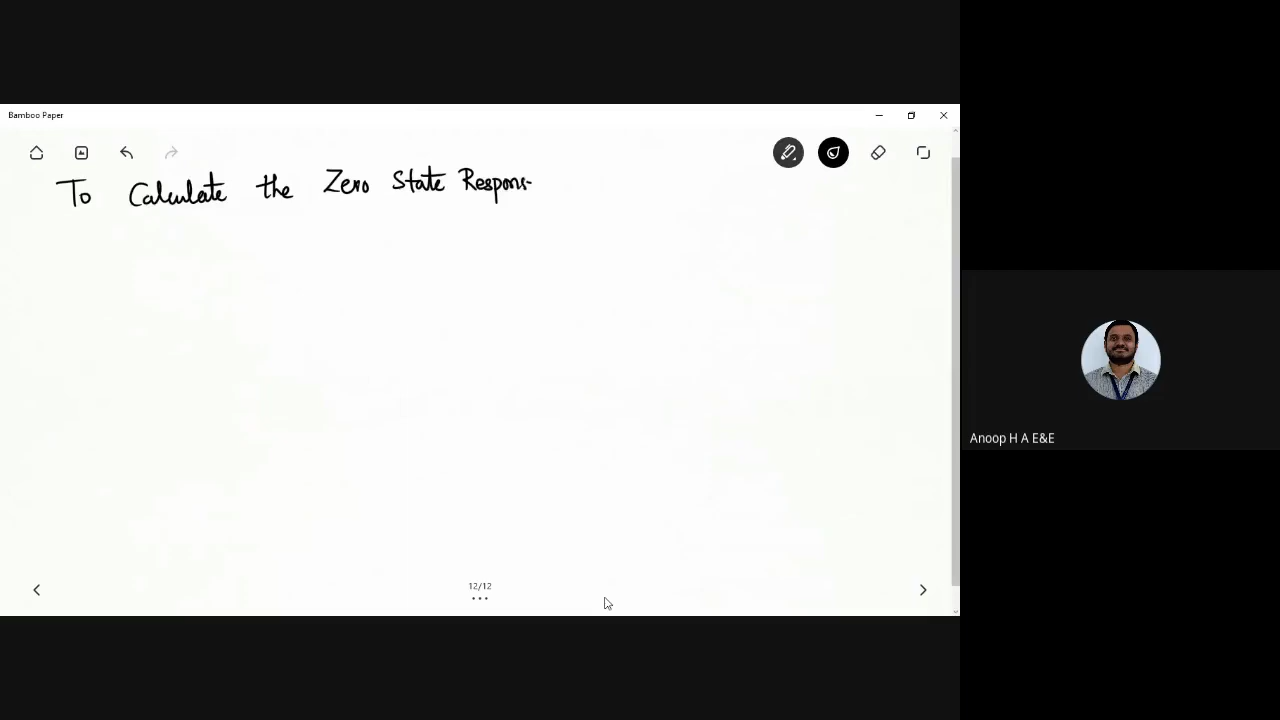 Bamboo Paper
To Calculate the Zero State Respons
12/12
Anoop H A E&E